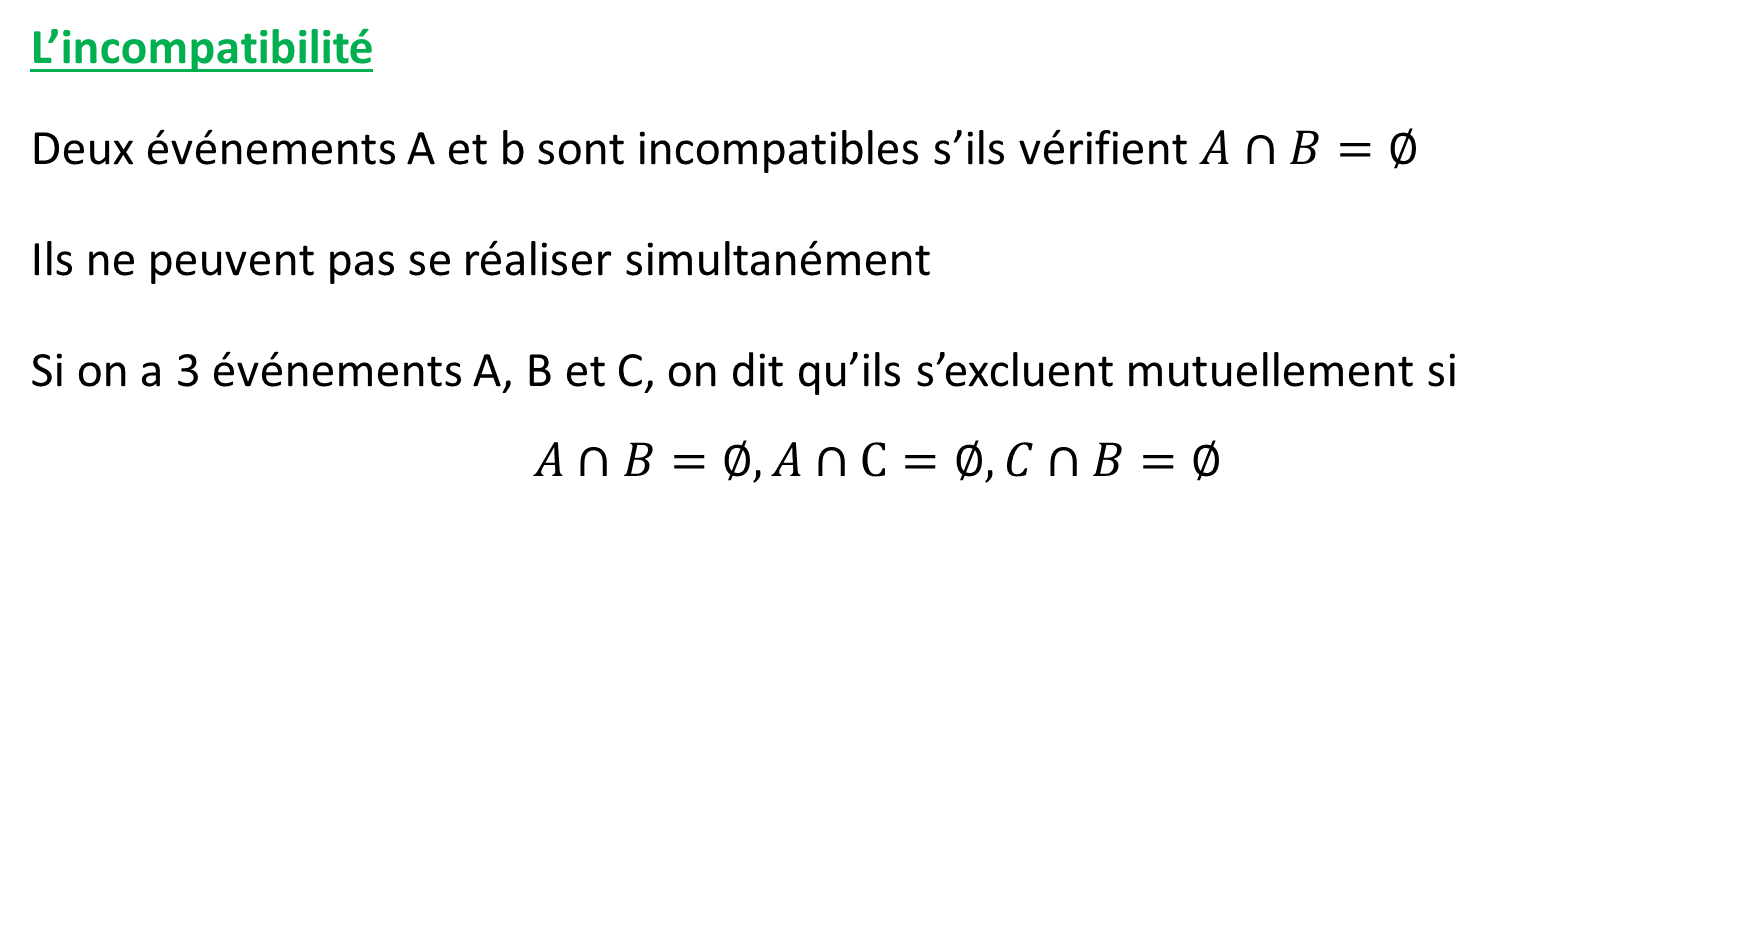 L’incompatibilité
Deux événements A et b sont incompatibles s’ils vérifient A ∩ B = ∅
Ils ne peuvent pas se réaliser simultanément
Si on a 3 événements A, B et C, on dit qu’ils s’excluent mutuellement si
A ∩ B = ∅, A ∩ C = ∅, C ∩ B = ∅